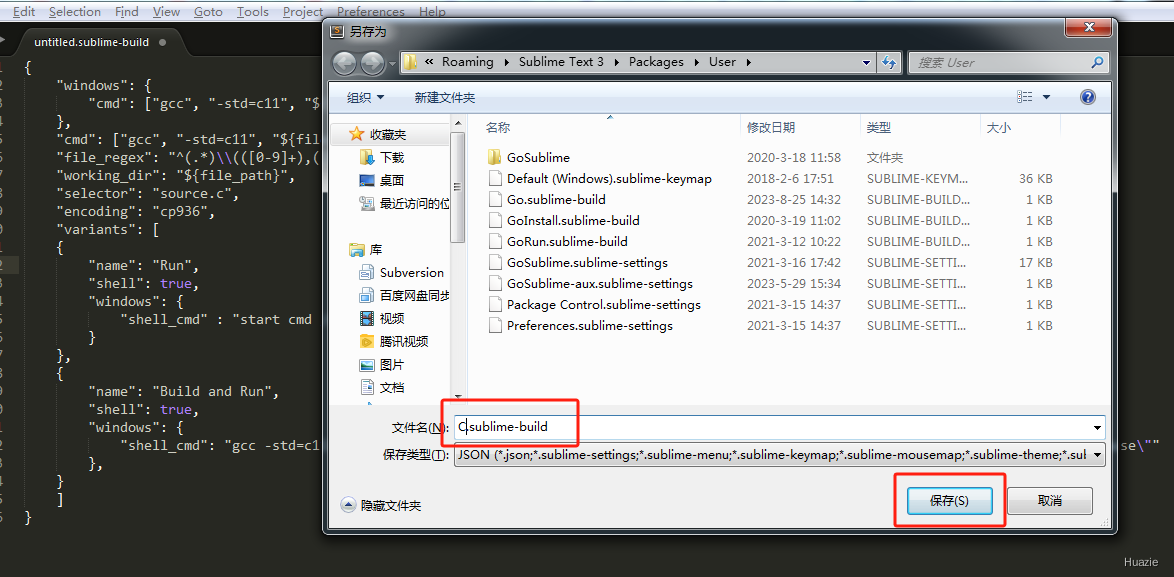 Edit Selection Find View Goto Tools Project Preferences Help
untitled.sublime-build
{
"windows": {
"cmd": ["gcc", "-std=c11", "$
},
"cmd": ["gcc", "-std=c11", "${fil
"file_regex": "^(.*)\\(([0-9]+),(
"working_dir": "${file_path}",
"selector": "source.c",
"encoding": "cp936",
"variants": [
{
"name": "Run",
"shell": true,
"windows": {
"shell_cmd" : "start cmd
}
},
{
"name": "Build and Run",
"shell": true,
"windows": {
"shell_cmd": "gcc -std=c1
se\""
},
}
]
}
另存为
« Roaming Sublime Text 3 Packages User
搜索 User
组织 新建文件夹
收藏夹
下载
桌面
最近访问的位
库
Subversion
百度网盘同步
视频
腾讯视频
图片
文档
名称 修改日期 类型 大小
GoSublime 2020-3-18 11:58 文件夹
Default (Windows).sublime-keymap 2018-2-6 17:51 SUBLIME-KEYM... 36 KB
Go.sublime-build 2023-8-25 14:32 SUBLIME-BUILD... 1 KB
GoInstall.sublime-build 2020-3-19 11:02 SUBLIME-BUILD... 1 KB
GoRun.sublime-build 2021-3-12 10:22 SUBLIME-BUILD... 1 KB
GoSublime.sublime-settings 2021-3-16 17:42 SUBLIME-SETTI... 17 KB
GoSublime-aux.sublime-settings 2023-5-29 15:34 SUBLIME-SETTI... 1 KB
Package Control.sublime-settings 2021-3-15 14:37 SUBLIME-SETTI... 1 KB
Preferences.sublime-settings 2021-3-15 14:37 SUBLIME-SETTI... 1 KB
文件名(N): C.sublime-build
保存类型(T): JSON (*.json;*.sublime-settings;*.sublime-menu;*.sublime-keymap;*.sublime-mousemap;*.sublime-theme;*.sul
隐藏文件夹
保存(S) 取消
Huazie